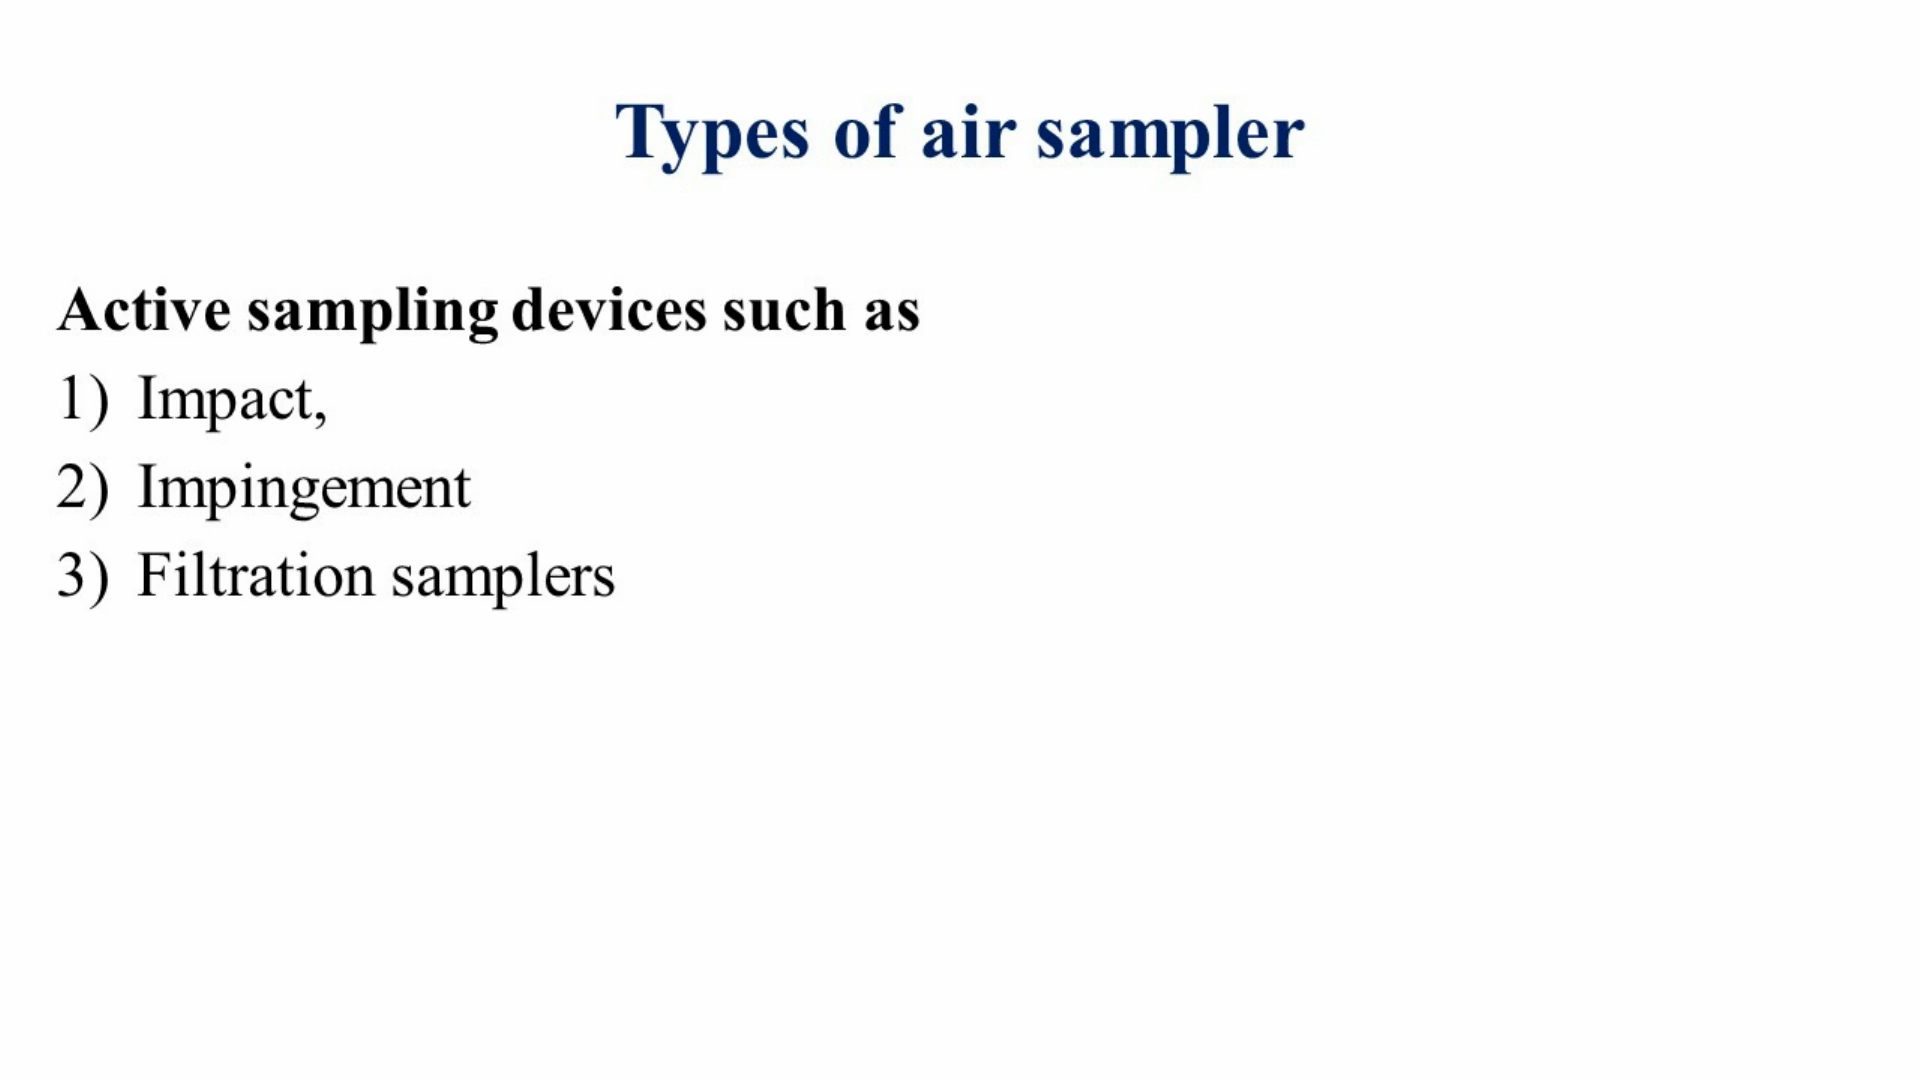 Types of air sampler
Active sampling devices such as
1) Impact,
2) Impingement
3) Filtration samplers